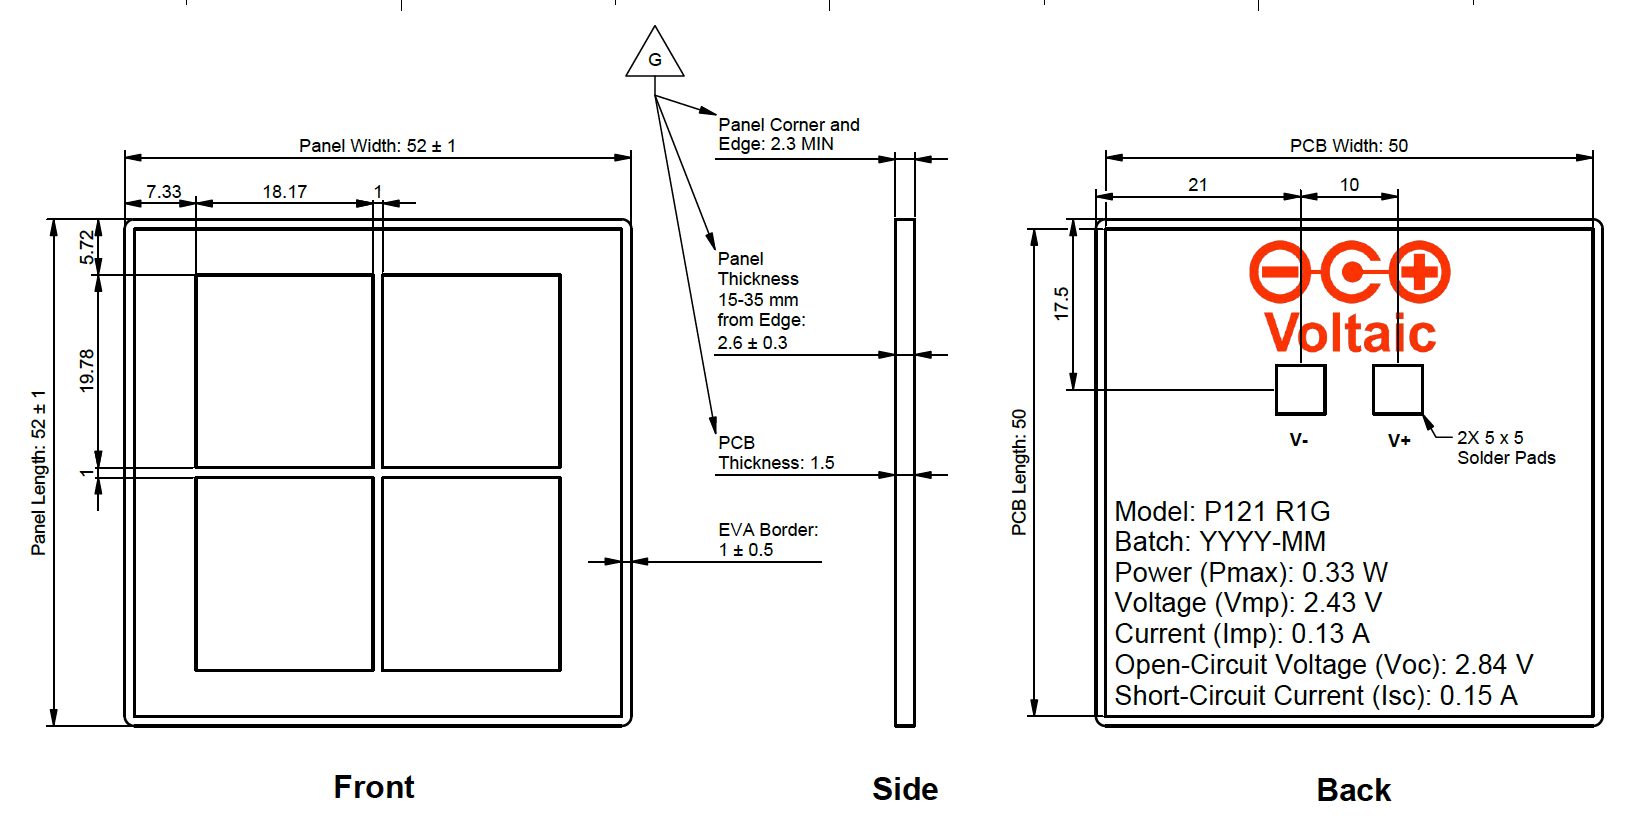 G
Panel Corner and
Edge: 2.3 MIN
Panel Width: 52 ± 1
PCB Width: 50
7.33
18.17
1
21
10
5.72
19.78
1
Panel Length: 52 ± 1
Panel
Thickness
15-35 mm
from Edge:
2.6 ± 0.3
PCB
Thickness: 1.5
EVA Border:
1 ± 0.5
17.5
PCB Length: 50
Voltaic
V-
V+
2X 5 x 5
Solder Pads
Model: P121 R1G
Batch: YYYY-MM
Power (Pmax): 0.33 W
Voltage (Vmp): 2.43 V
Current (Imp): 0.13 A
Open-Circuit Voltage (Voc): 2.84 V
Short-Circuit Current (Isc): 0.15 A
Front
Side
Back